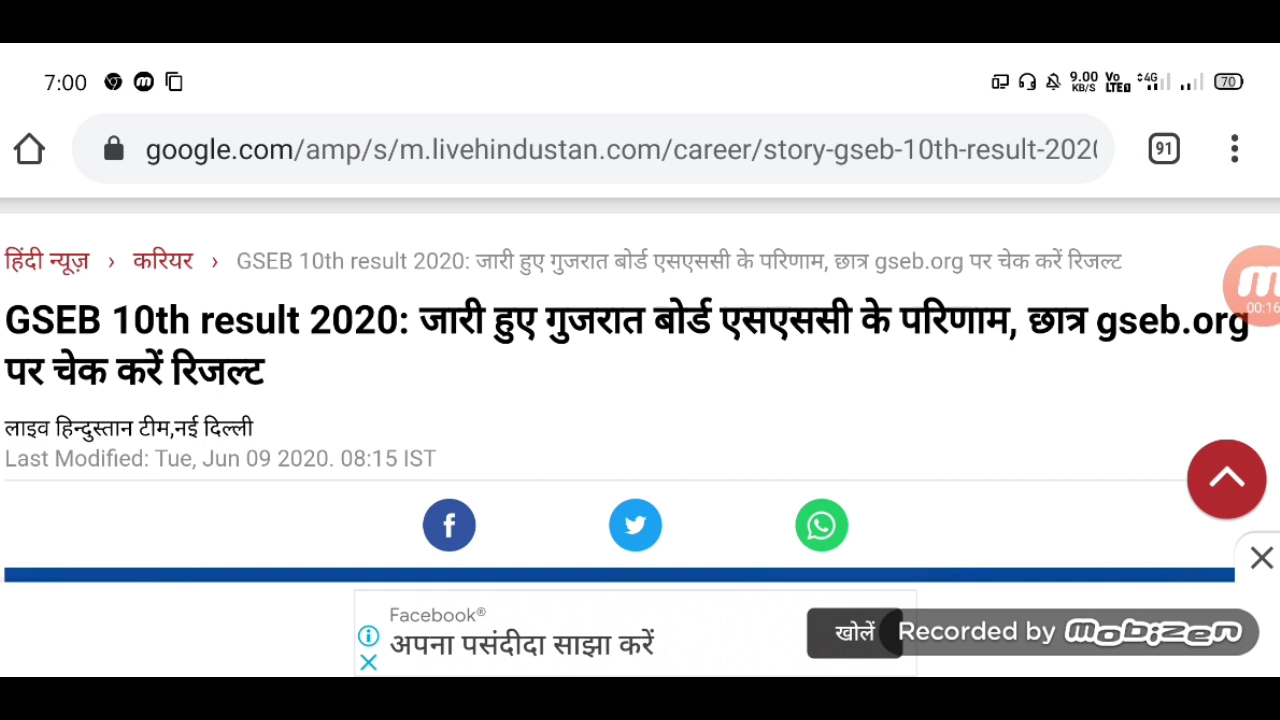 7:00 9.00 KB/S Vo LTE 4G 70
google.com/amp/s/m.livehindustan.com/career/story-gseb-10th-result-202 91
हिंदी न्यूज़ › करियर › GSEB 10th result 2020: जारी हुए गुजरात बोर्ड एसएससी के परिणाम, छात्र gseb.org पर चेक करें रिजल्ट
GSEB 10th result 2020: जारी हुए गुजरात बोर्ड एसएससी के परिणाम, छात्र gseb.org
00:16
पर चेक करें रिजल्ट
लाइव हिन्दुस्तान टीम,नई दिल्ली
Last Modified: Tue, Jun 09 2020. 08:15 IST
Facebook®
अपना पसंदीदा साझा करें
खोलें
Recorded by mobizen